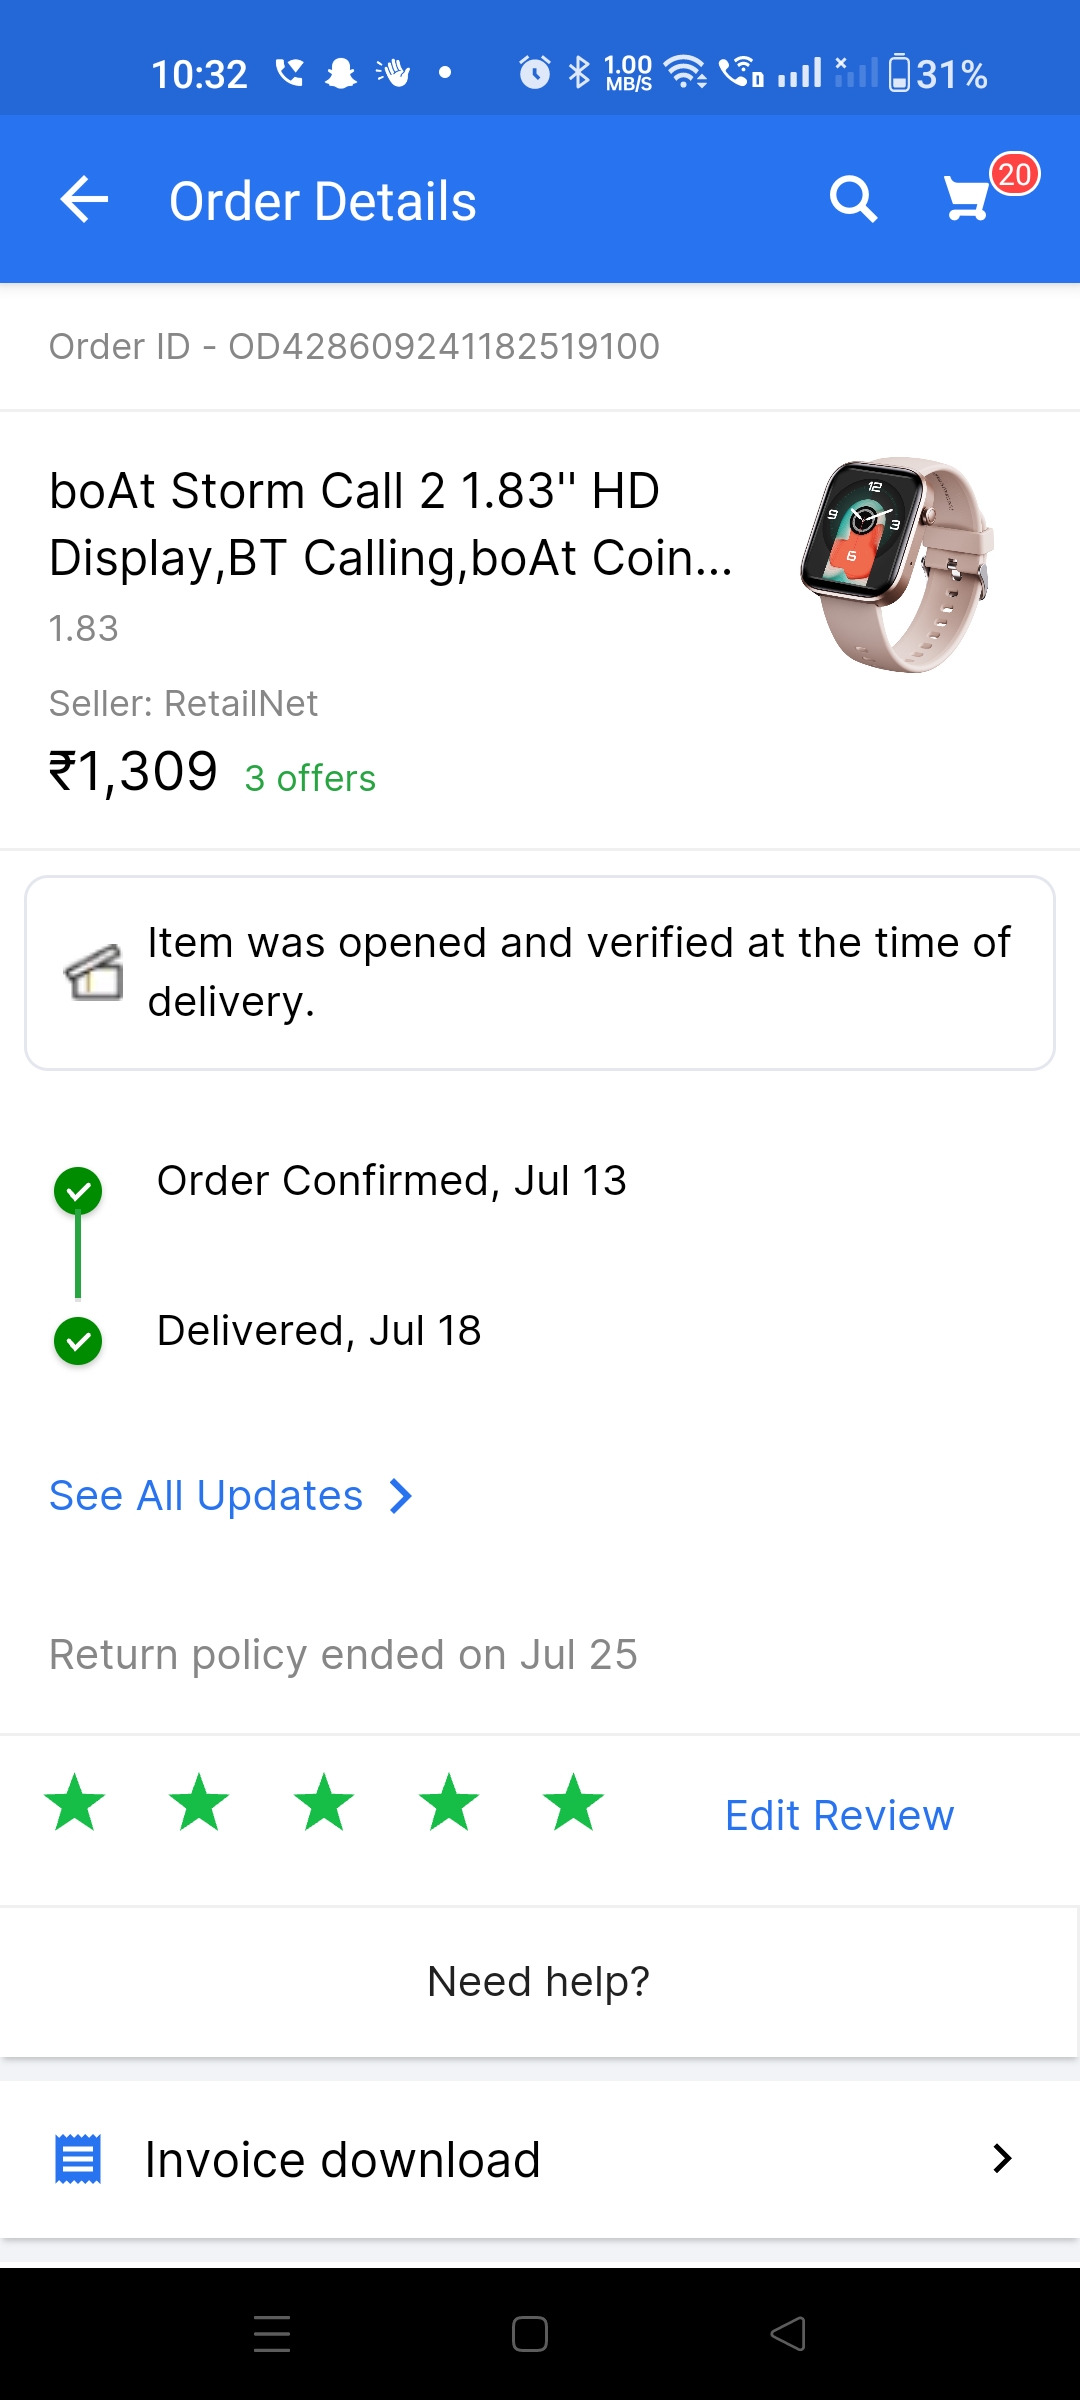 10:32 1.00 MB/S 31%
Order Details 20
Order ID - OD428609241182519100
boAt Storm Call 2 1.83'' HD
Display,BT Calling,boAt Coin...
1.83
Seller: RetailNet
₹1,309 3 offers
12
9 3
6
Item was opened and verified at the time of
delivery.
Order Confirmed, Jul 13
Delivered, Jul 18
See All Updates
Return policy ended on Jul 25
Edit Review
Need help?
Invoice download